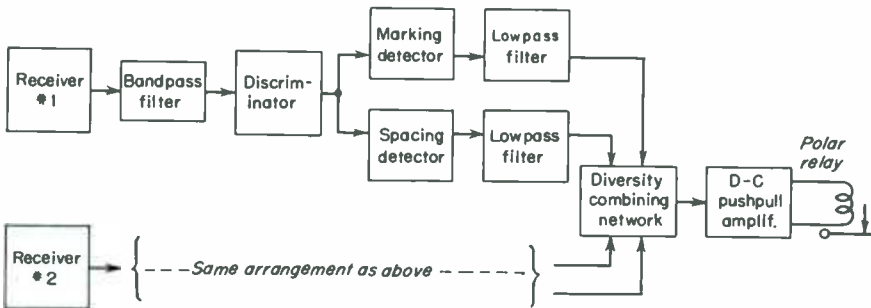 Receiver
#1
Bandpass
filter
Discrim-
inator
Marking
detector
Lowpass
filter
Spacing
detector
Lowpass
filter
Diversity
combining
network
D-C
pushpull
amplif.
Polar
relay
Receiver
#2
Same arrangement as above